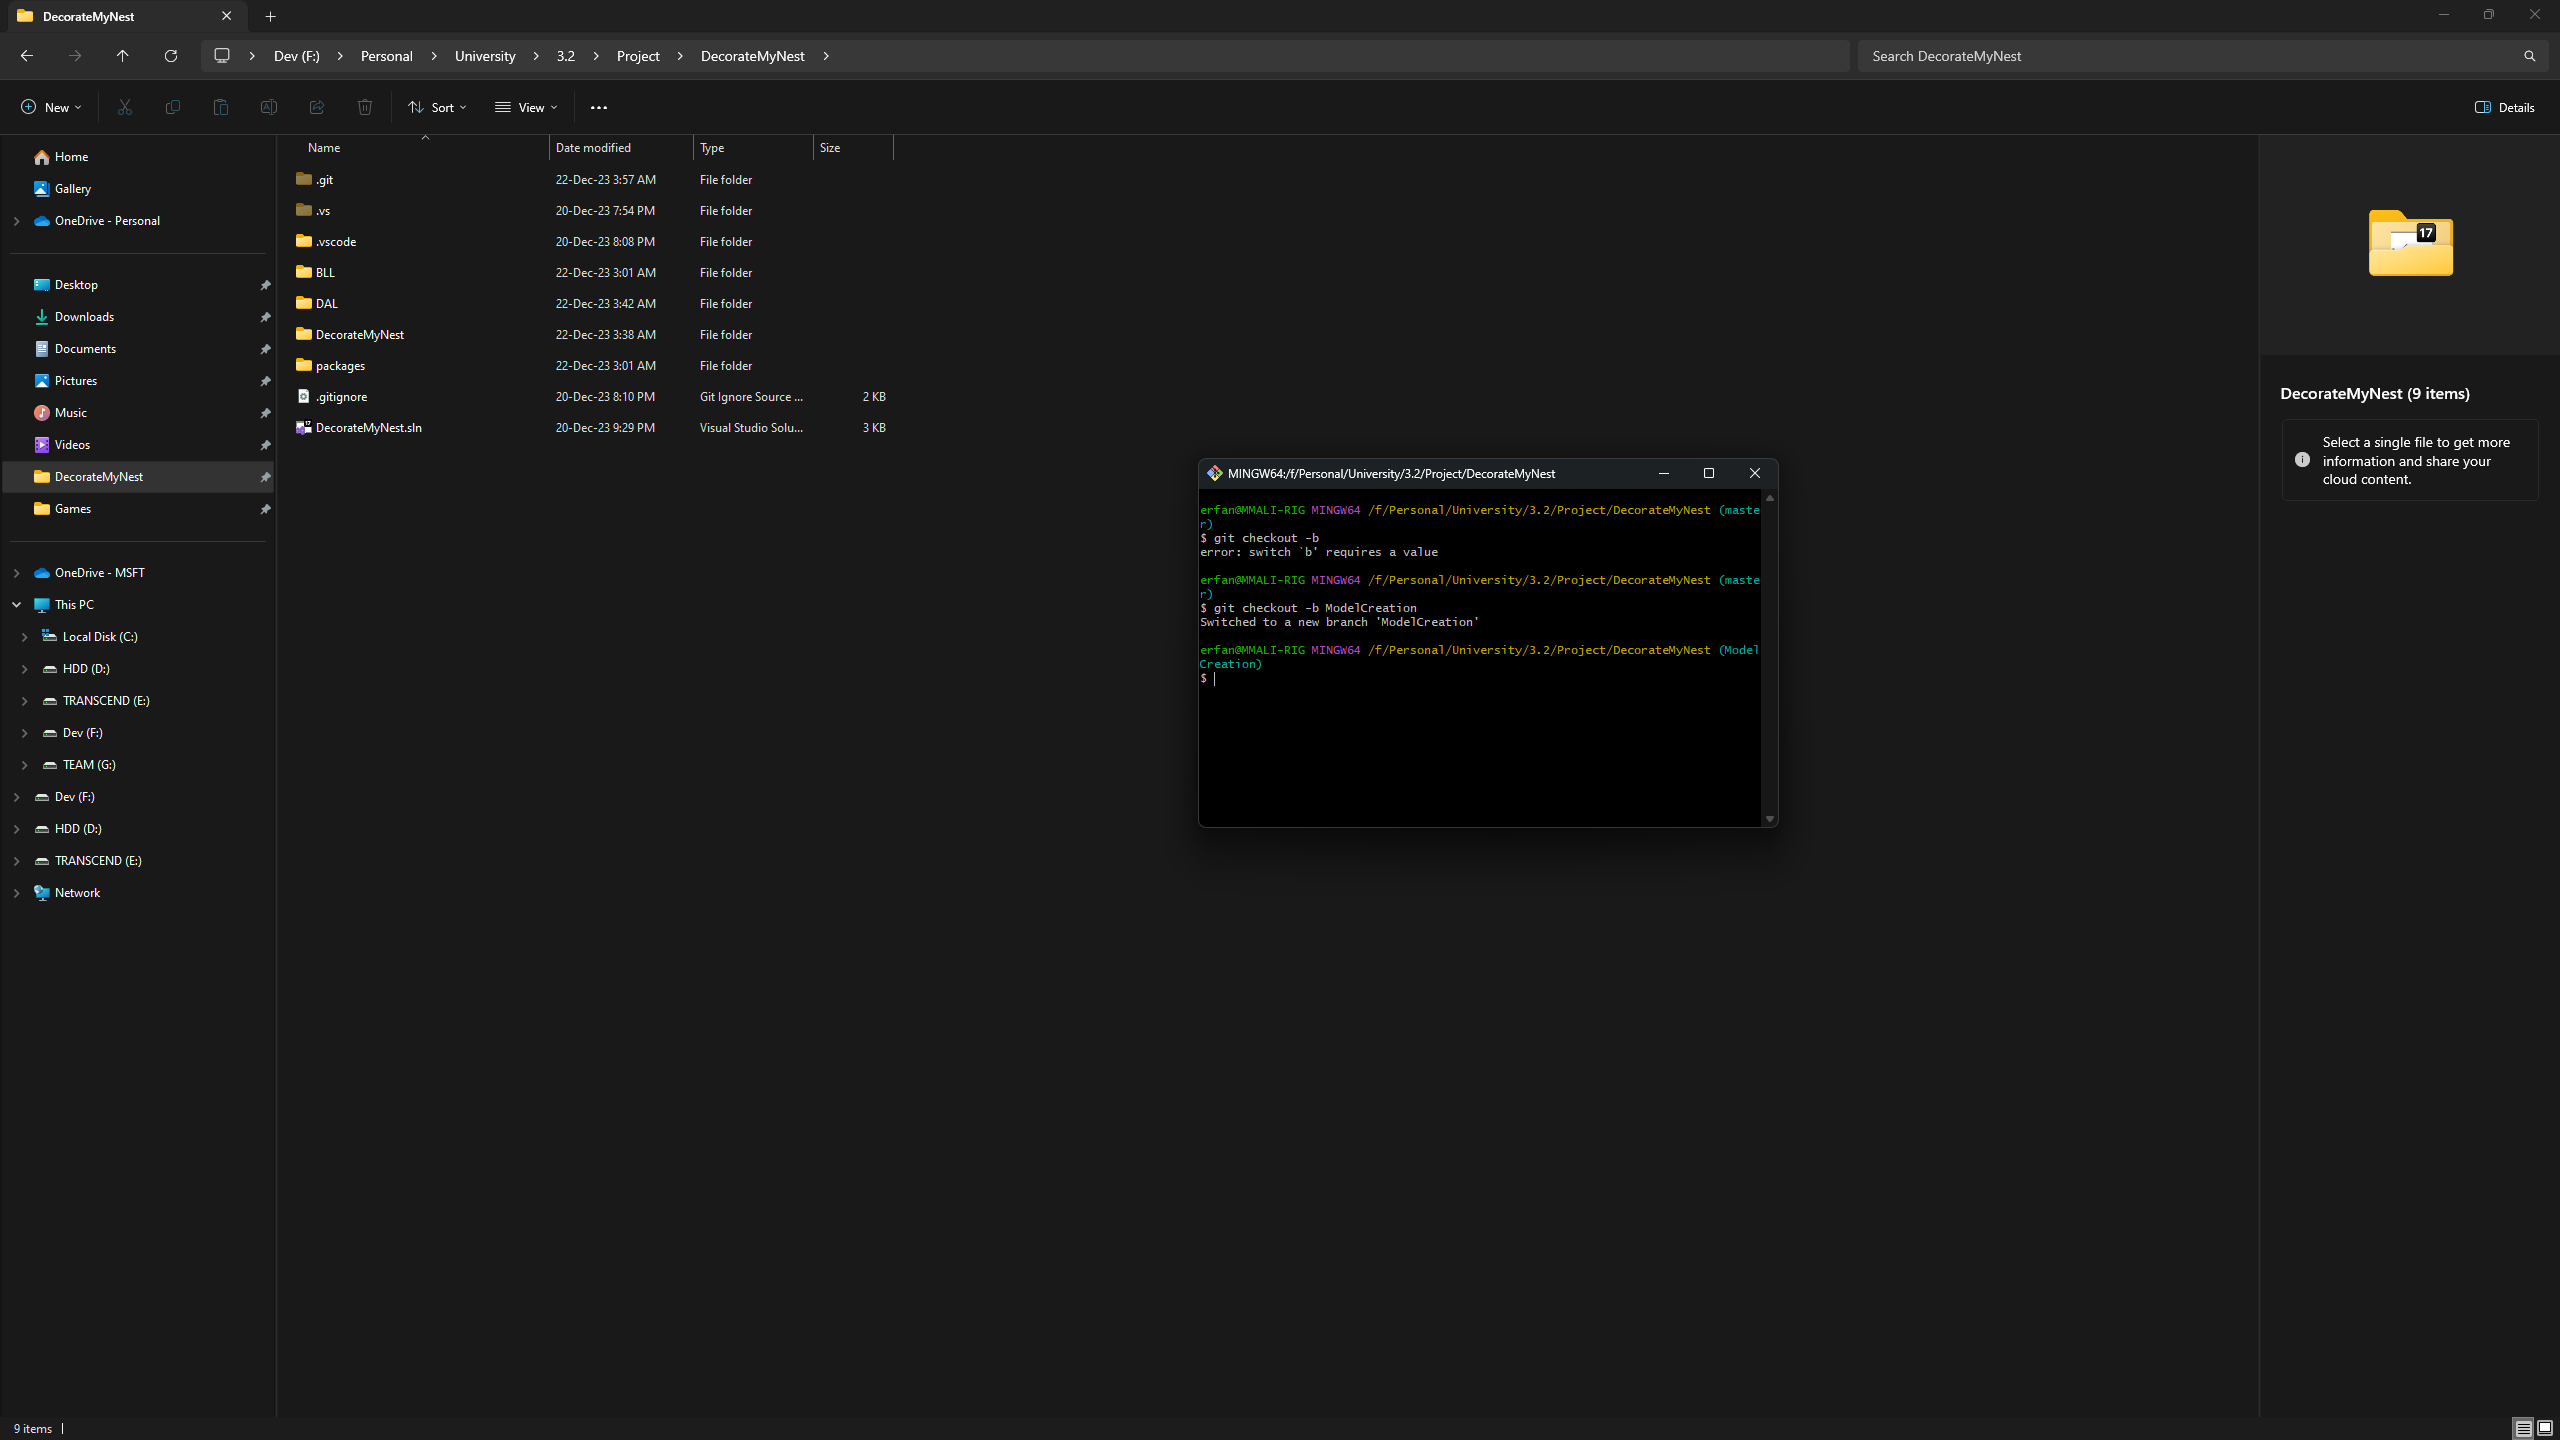 DecorateMyNest
Dev (F:) Personal University 3.2 Project DecorateMyNest
Search DecorateMyNest
New
Sort
View
Details
Home
Gallery
OneDrive - Personal
Desktop
Downloads
Documents
Pictures
Music
Videos
DecorateMyNest
Games
OneDrive - MSFT
This PC
Local Disk (C:)
HDD (D:)
TRANSCEND (E:)
Dev (F:)
TEAM (G:)
Dev (F:)
HDD (D:)
TRANSCEND (E:)
Network
Name Date modified Type Size
.git 22-Dec-23 3:57 AM File folder
.vs 20-Dec-23 7:54 PM File folder
.vscode 20-Dec-23 8:08 PM File folder
BLL 22-Dec-23 3:01 AM File folder
DAL 22-Dec-23 3:42 AM File folder
DecorateMyNest 22-Dec-23 3:38 AM File folder
packages 22-Dec-23 3:01 AM File folder
.gitignore 20-Dec-23 8:10 PM Git Ignore Source ... 2 KB
DecorateMyNest.sln 20-Dec-23 9:29 PM Visual Studio Solu... 3 KB
MINGW64:/f/Personal/University/3.2/Project/DecorateMyNest
erfan@MMALI-RIG MINGW64 /f/Personal/University/3.2/Project/DecorateMyNest (maste
r)
$ git checkout -b
error: switch `b' requires a value
erfan@MMALI-RIG MINGW64 /f/Personal/University/3.2/Project/DecorateMyNest (maste
r)
$ git checkout -b ModelCreation
Switched to a new branch 'ModelCreation'
erfan@MMALI-RIG MINGW64 /f/Personal/University/3.2/Project/DecorateMyNest (Model
Creation)
$
17
DecorateMyNest (9 items)
Select a single file to get more
information and share your
cloud content.
9 items